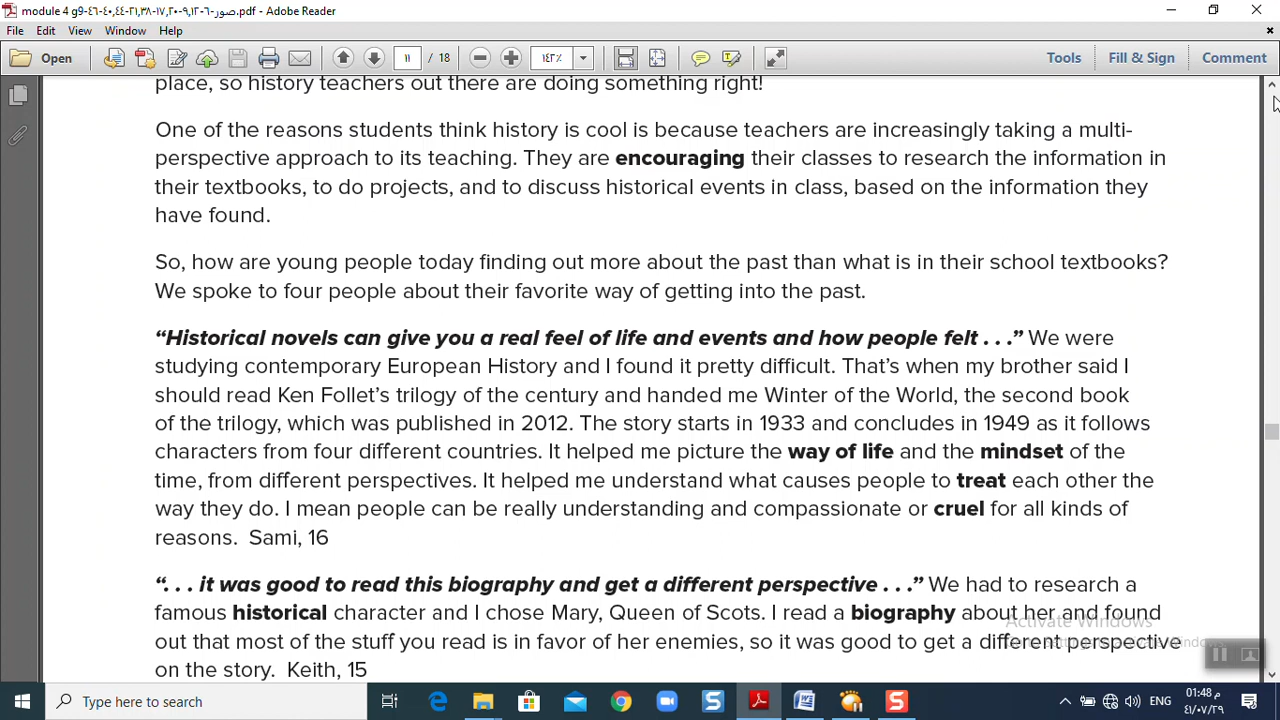 module 4 g9-صور-٦-١٢,٩-٢٠,١٧-٣٨,٢١-٤٤,٤٠-٤٦.pdf - Adobe Reader
File Edit View Window Help
Open ١١ / 18 ١٤٣٪ Tools Fill & Sign Comment
place, so history teachers out there are doing something right!
One of the reasons students think history is cool is because teachers are increasingly taking a multi-
perspective approach to its teaching. They are encouraging their classes to research the information in
their textbooks, to do projects, and to discuss historical events in class, based on the information they
have found.
So, how are young people today finding out more about the past than what is in their school textbooks?
We spoke to four people about their favorite way of getting into the past.
“Historical novels can give you a real feel of life and events and how people felt . . .” We were
studying contemporary European History and I found it pretty difficult. That’s when my brother said I
should read Ken Follet’s trilogy of the century and handed me Winter of the World, the second book
of the trilogy, which was published in 2012. The story starts in 1933 and concludes in 1949 as it follows
characters from four different countries. It helped me picture the way of life and the mindset of the
time, from different perspectives. It helped me understand what causes people to treat each other the
way they do. I mean people can be really understanding and compassionate or cruel for all kinds of
reasons. Sami, 16
“. . . it was good to read this biography and get a different perspective . . .” We had to research a
famous historical character and I chose Mary, Queen of Scots. I read a biography about her and found
out that most of the stuff you read is in favor of her enemies, so it was good to get a different perspective
on the story. Keith, 15
Activate Windows
Type here to search ENG م 01:48
٤١/٠٧/٢٩